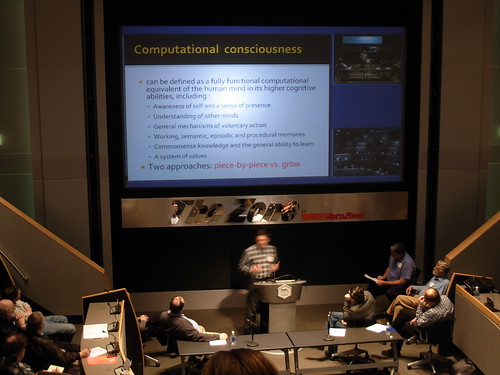 Computational consciousness
can be defined as a fully functional computational
equivalent of the human mind in its higher cognitive
abilities, including :
Awareness of self and a sense of presence
Understanding of other minds
General mechanisms of voluntary action
Working, semantic, episodic and procedural memories
Commonsense knowledge and the general ability to learn
A system of values
Two approaches: piece-by-piece vs. grow
The Zone
AutoZone